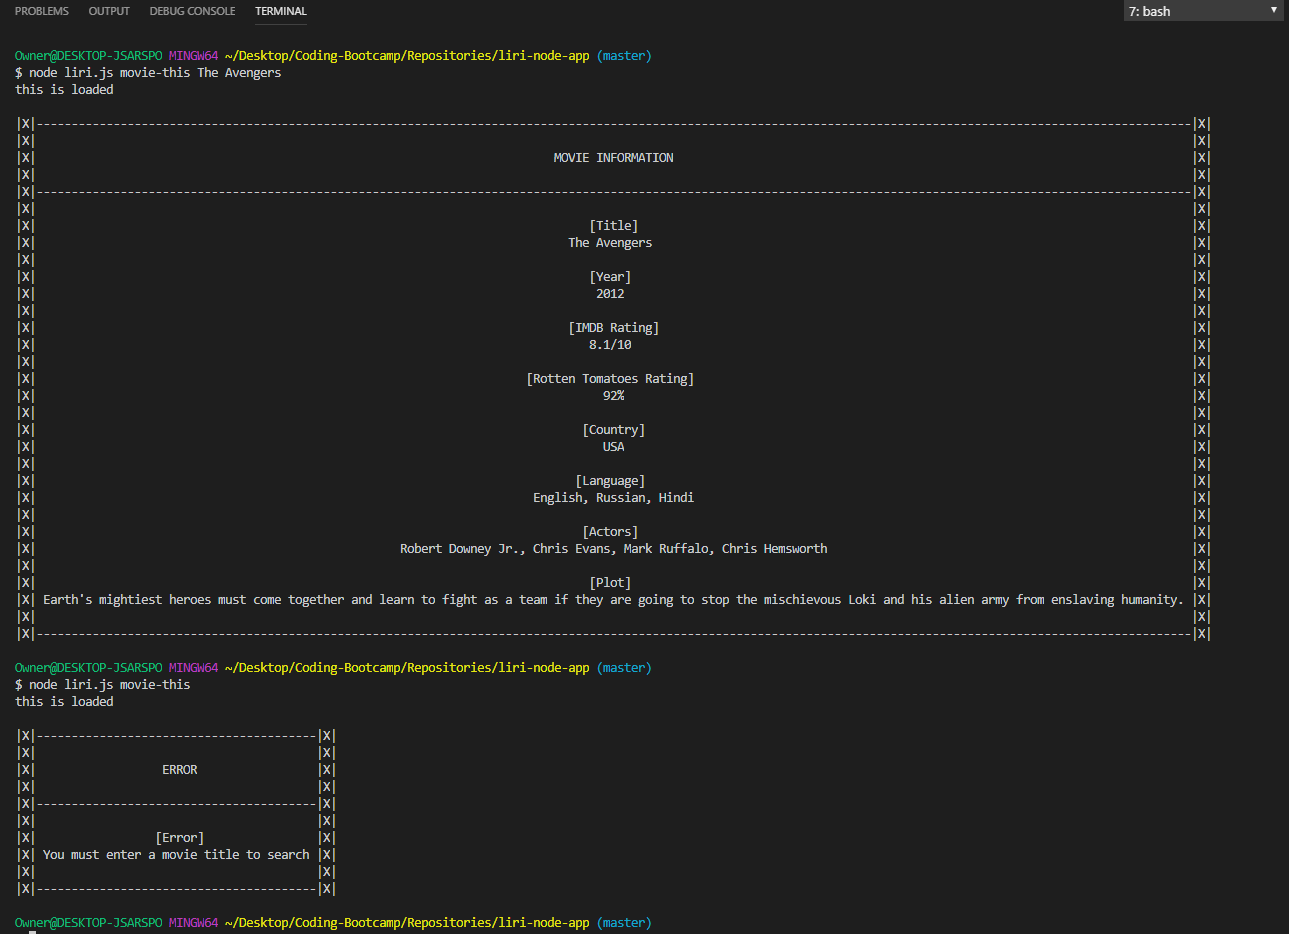 PROBLEMS OUTPUT DEBUG CONSOLE TERMINAL 7: bash
Owner@DESKTOP-JSARSPO MINGW64 ~/Desktop/Coding-Bootcamp/Repositories/liri-node-app (master)
$ node liri.js movie-this The Avengers
this is loaded
|X|---------------------------------------------------------------------------------------------------------------------------------------------------------------------|X|
|X| |X|
|X| MOVIE INFORMATION |X|
|X| |X|
|X|---------------------------------------------------------------------------------------------------------------------------------------------------------------------|X|
|X| |X|
|X| [Title] |X|
|X| The Avengers |X|
|X| |X|
|X| [Year] |X|
|X| 2012 |X|
|X| |X|
|X| [IMDB Rating] |X|
|X| 8.1/10 |X|
|X| |X|
|X| [Rotten Tomatoes Rating] |X|
|X| 92% |X|
|X| |X|
|X| [Country] |X|
|X| USA |X|
|X| |X|
|X| [Language] |X|
|X| English, Russian, Hindi |X|
|X| |X|
|X| [Actors] |X|
|X| Robert Downey Jr., Chris Evans, Mark Ruffalo, Chris Hemsworth |X|
|X| |X|
|X| [Plot] |X|
|X| Earth's mightiest heroes must come together and learn to fight as a team if they are going to stop the mischievous Loki and his alien army from enslaving humanity. |X|
|X| |X|
|X|---------------------------------------------------------------------------------------------------------------------------------------------------------------------|X|
Owner@DESKTOP-JSARSPO MINGW64 ~/Desktop/Coding-Bootcamp/Repositories/liri-node-app (master)
$ node liri.js movie-this
this is loaded
|X|----------------------------------------|X|
|X| |X|
|X| ERROR |X|
|X| |X|
|X|----------------------------------------|X|
|X| |X|
|X| [Error] |X|
|X| You must enter a movie title to search |X|
|X| |X|
|X|----------------------------------------|X|
Owner@DESKTOP-JSARSPO MINGW64 ~/Desktop/Coding-Bootcamp/Repositories/liri-node-app (master)